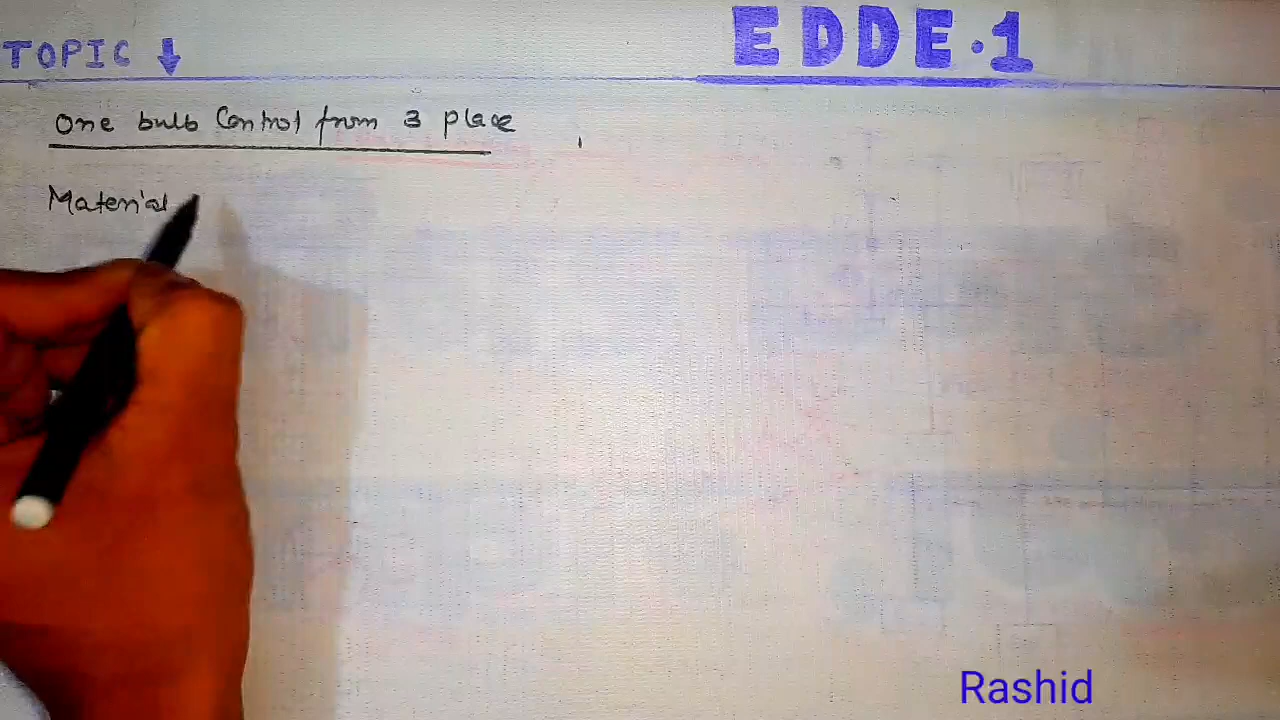 TOPIC ↓
EDDE.1
One bulb Control from 3 place
Material
Rashid